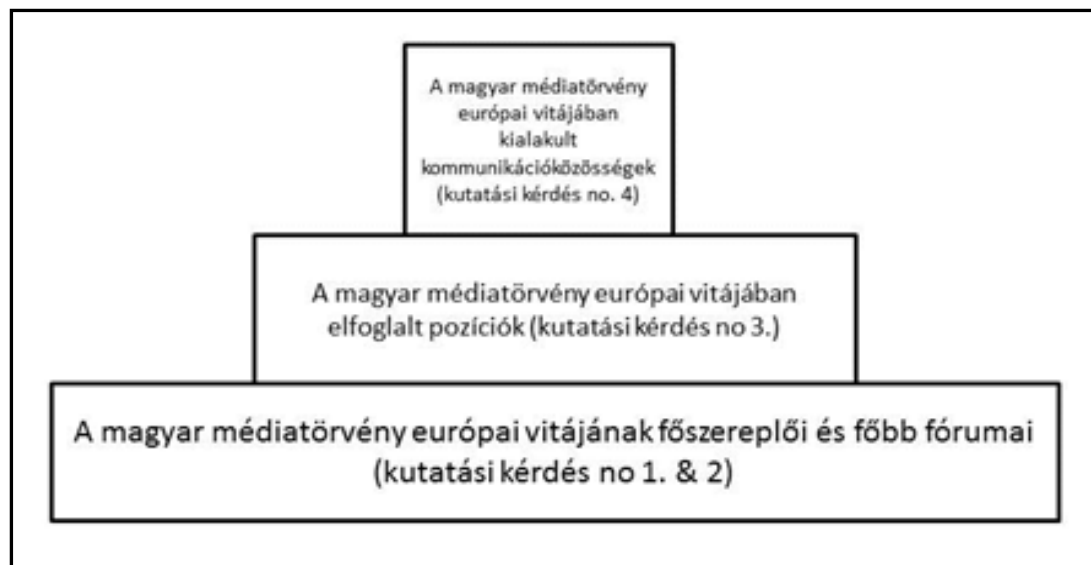 A magyar médiatörvény
európai vitájában
kialakult
kommunikációközösségek
(kutatási kérdés no. 4)
A magyar médiatörvény európai vitájában
elfoglalt pozíciók (kutatási kérdés no 3.)
A magyar médiatörvény európai vitájának főszereplői és főbb fórumai
(kutatási kérdés no 1. & 2)